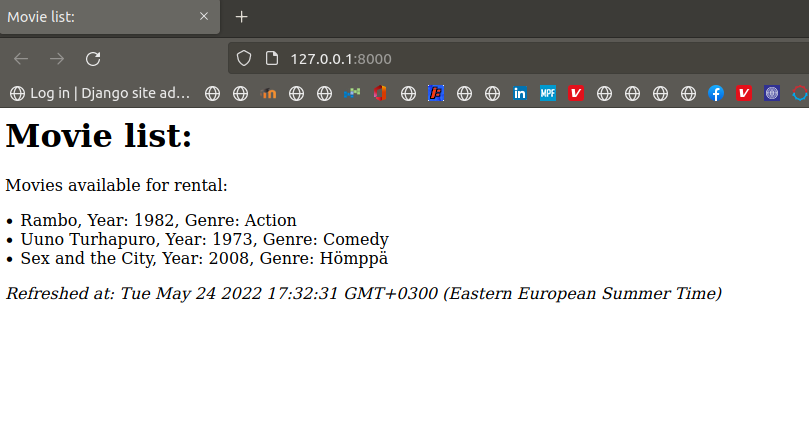 Movie list:
127.0.0.1:8000
Log in | Django site ad…
in
MPF
V
f
V
Movie list:
Movies available for rental:
• Rambo, Year: 1982, Genre: Action
• Uuno Turhapuro, Year: 1973, Genre: Comedy
• Sex and the City, Year: 2008, Genre: Hömppä
Refreshed at: Tue May 24 2022 17:32:31 GMT+0300 (Eastern European Summer Time)